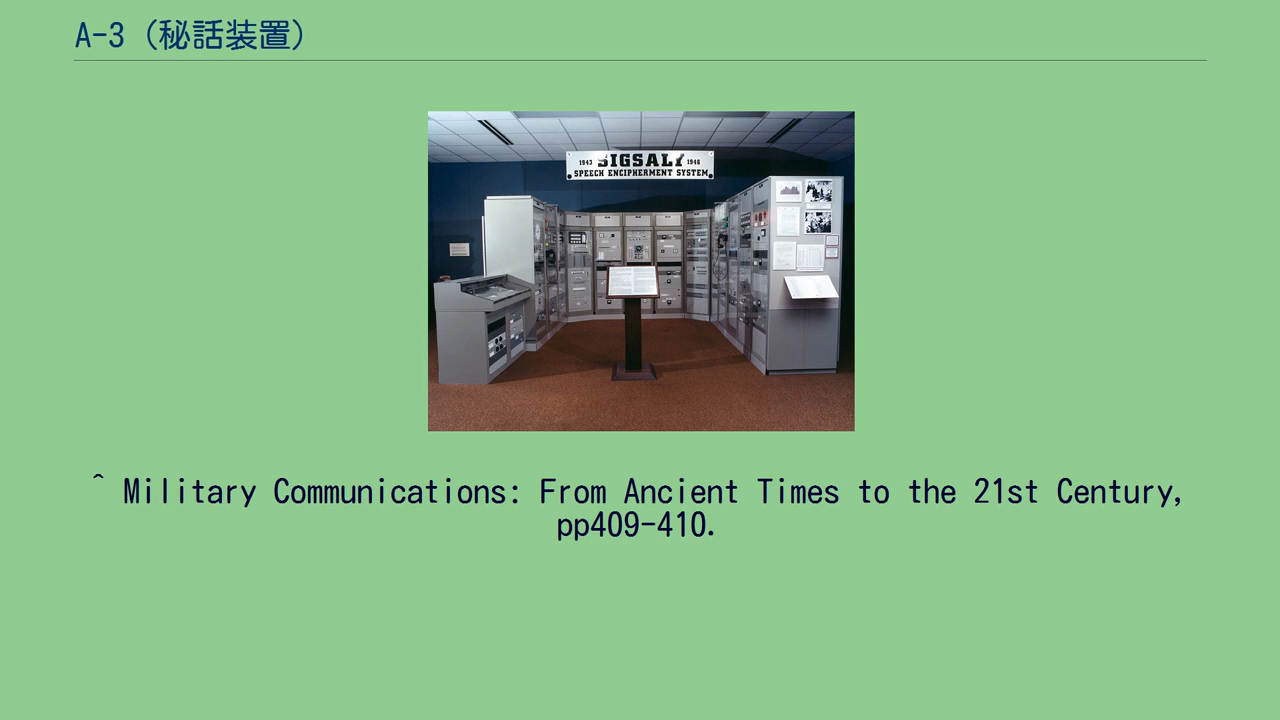 A-3（秘話装置）
1943 SIGSALY 1946
SPEECH ENCIPHERMENT SYSTEM
^ Military Communications: From Ancient Times to the 21st Century,
pp409-410.